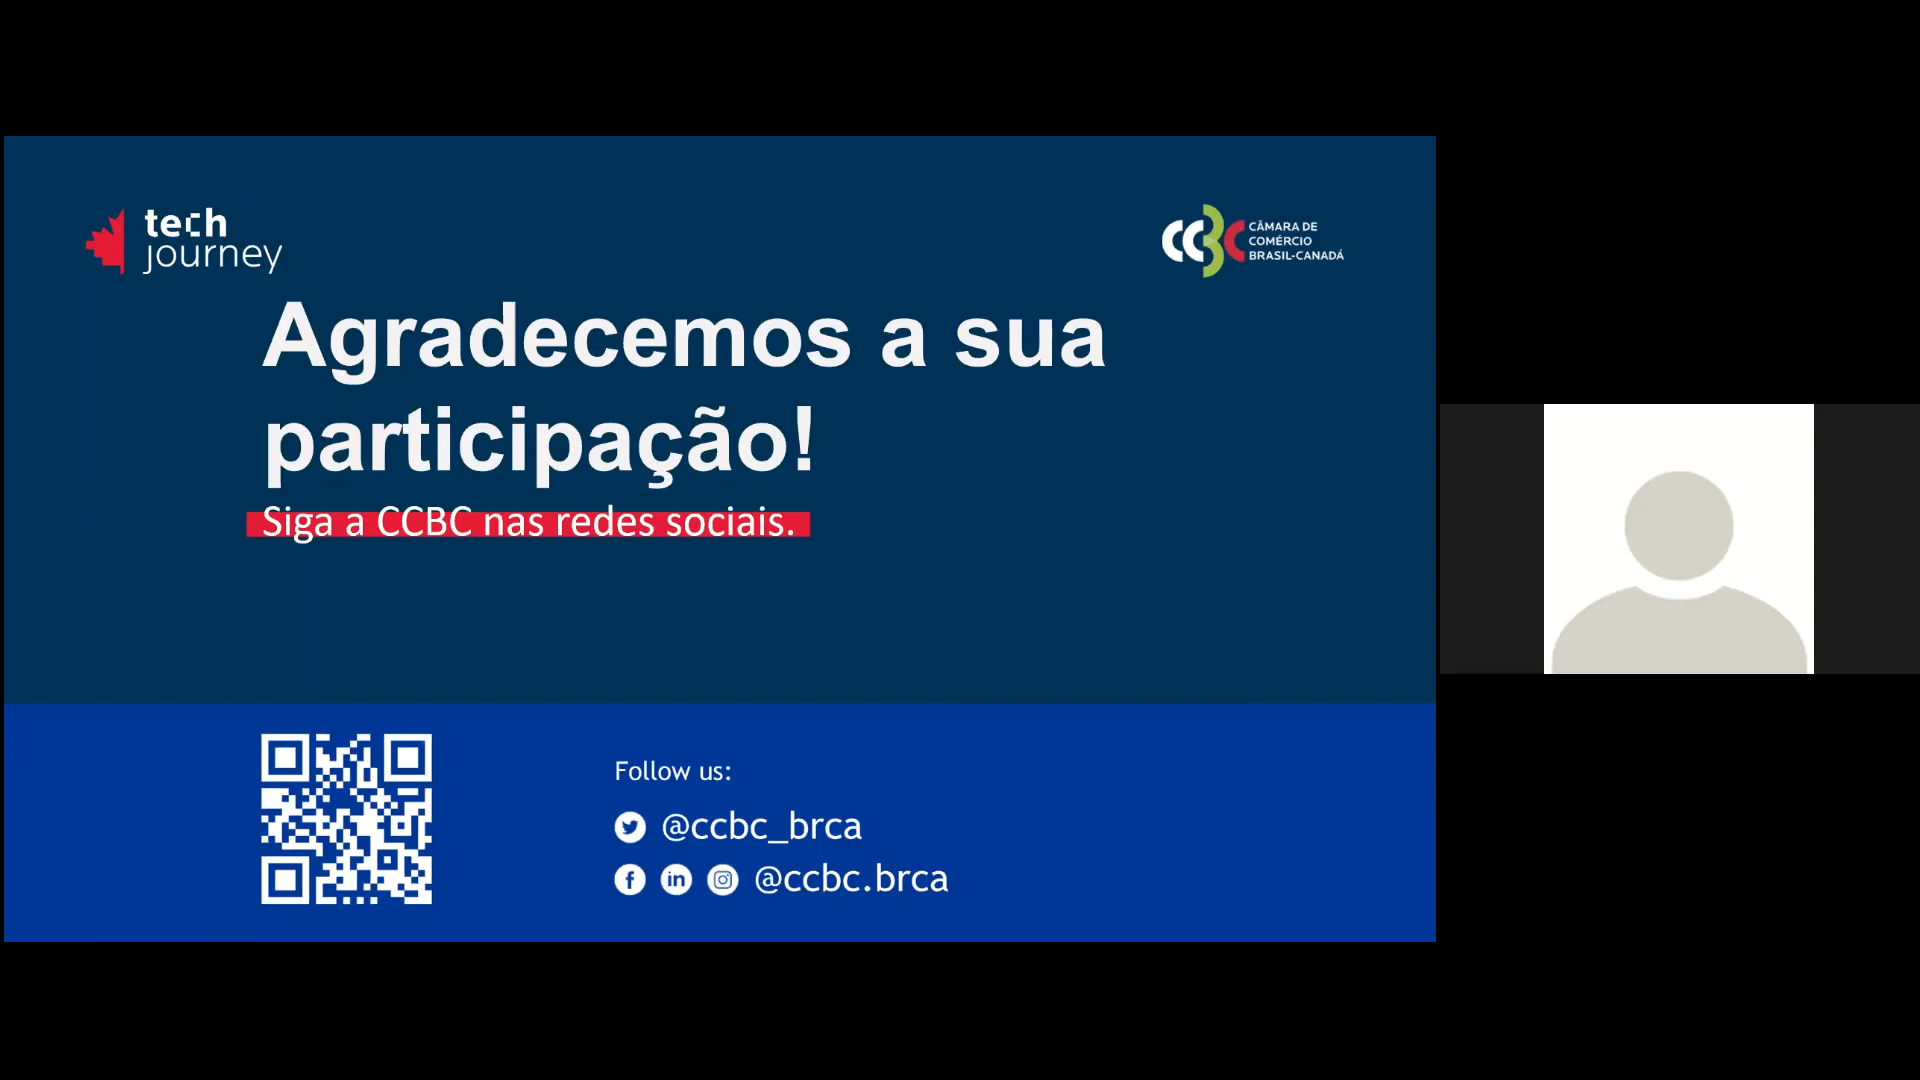 tech
journey
CCBC
CÂMARA DE
COMÉRCIO
BRASIL-CANADÁ
Agradecemos a sua
participação!
Siga a CCBC nas redes sociais.
Follow us:
@ccbc_brca
@ccbc.brca